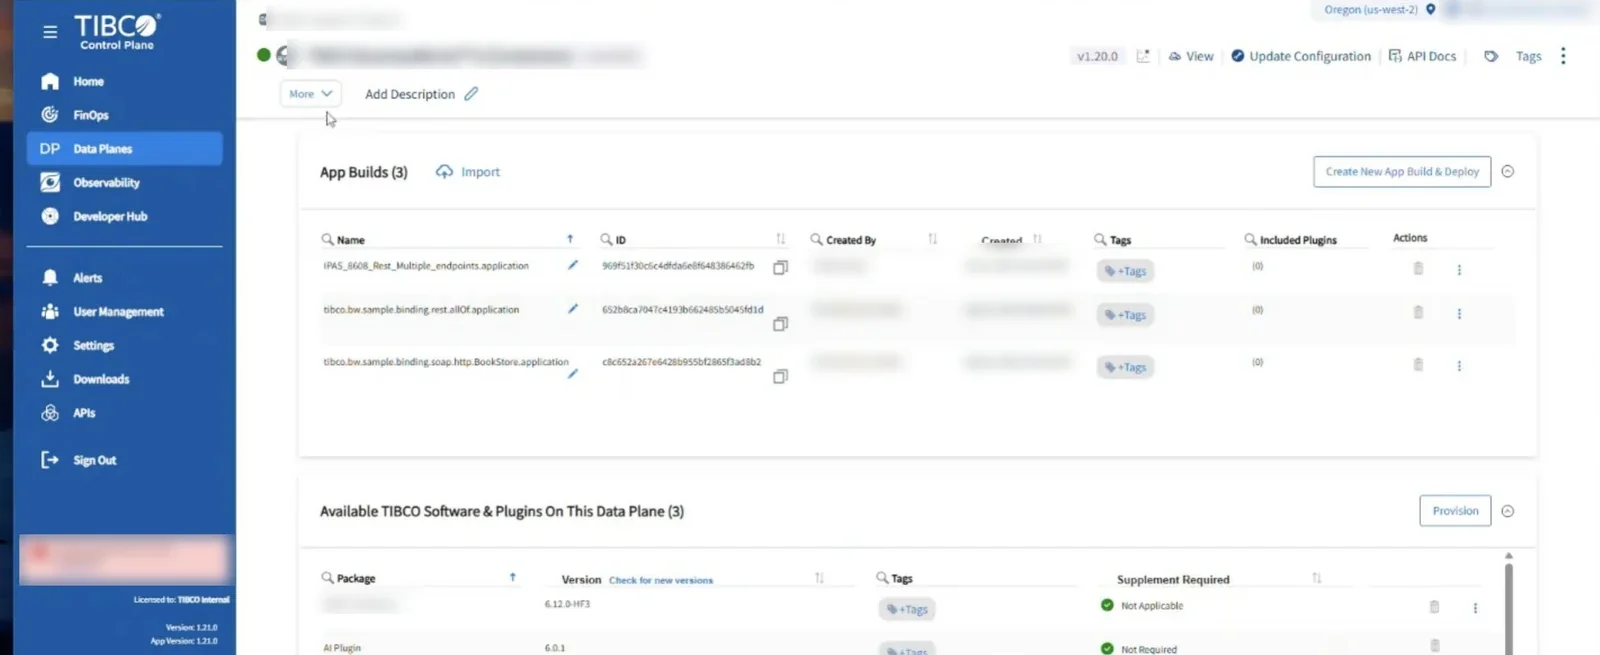 TIBCO
Control Plane
Home
FinOps
DP Data Planes
Observability
Developer Hub
Alerts
User Management
Settings
Downloads
APIs
Sign Out
Licensed to: TIBCO Internal
Version: 1.21.0
App Version: 1.21.0
Oregon (us-west-2)
v1.20.0 View Update Configuration API Docs Tags
More Add Description
App Builds (3) Import Create New App Build & Deploy
Name ID Created By Created Tags Included Plugins Actions
IPAS_8608_Rest_Multiple_endpoints.application 969f51f30c6c4dfda6e8f648386462fb +Tags (0)
tibco.bw.sample.binding.rest.allOf.application 652b8ca7047c4193b662485b5045fd1d +Tags (0)
tibco.bw.sample.binding.soap.http.BookStore.application c8c652a267e6428b955bf2865f3ad8b2 +Tags (0)
Available TIBCO Software & Plugins On This Data Plane (3) Provision
Package Version Check for new versions Tags Supplement Required
6.12.0-HF3 +Tags Not Applicable
AI Plugin 6.0.1 +Tags Not Required